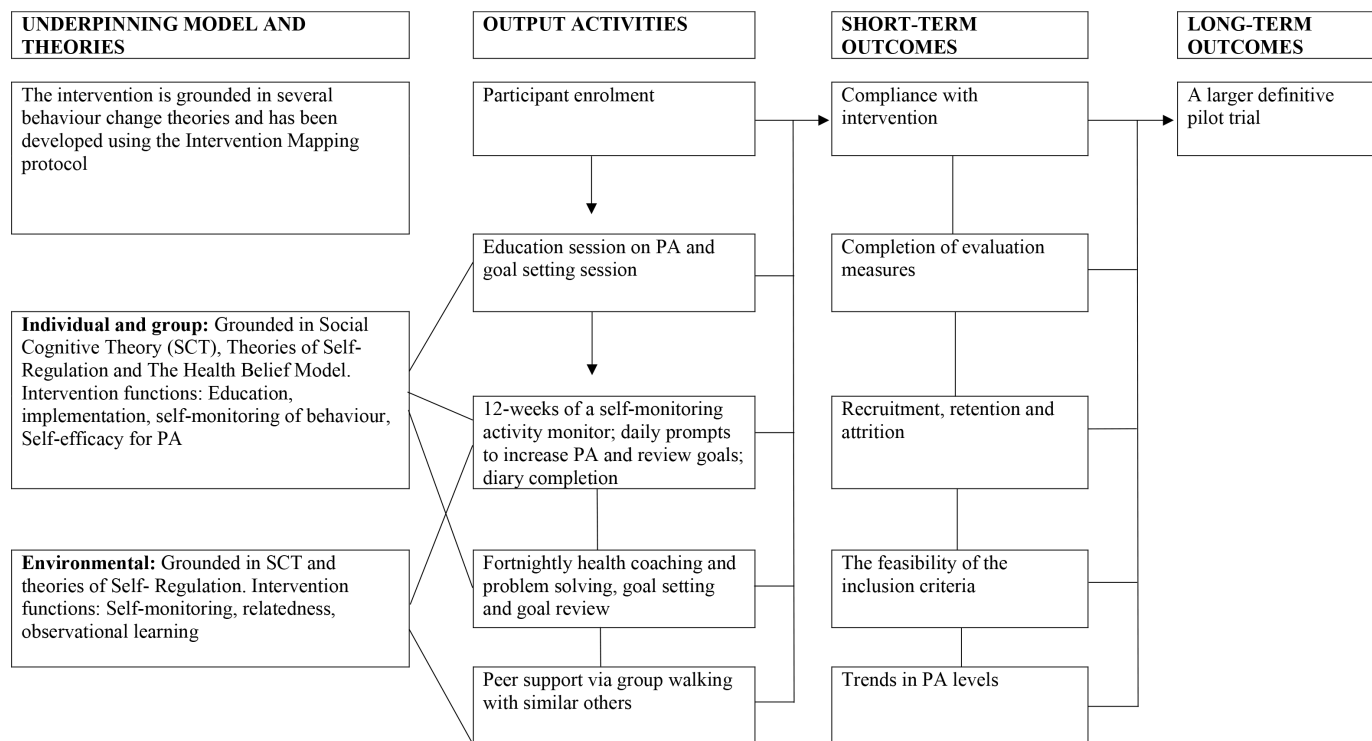 UNDERPINNING MODEL AND
THEORIES
The intervention is grounded in several
behaviour change theories and has been
developed using the Intervention Mapping
protocol
Individual and group: Grounded in Social
Cognitive Theory (SCT), Theories of Self-
Regulation and The Health Belief Model.
Intervention functions: Education,
implementation, self-monitoring of behaviour,
Self-efficacy for PA
Environmental: Grounded in SCT and
theories of Self- Regulation. Intervention
functions: Self-monitoring, relatedness,
observational learning
OUTPUT ACTIVITIES
Participant enrolment
Education session on PA and
goal setting session
12-weeks of a self-monitoring
activity monitor; daily prompts
to increase PA and review goals;
diary completion
Fortnightly health coaching and
problem solving, goal setting
and goal review
Peer support via group walking
with similar others
SHORT-TERM
OUTCOMES
Compliance with
intervention
Completion of evaluation
measures
Recruitment, retention and
attrition
The feasibility of the
inclusion criteria
Trends in PA levels
LONG-TERM
OUTCOMES
A larger definitive
pilot trial